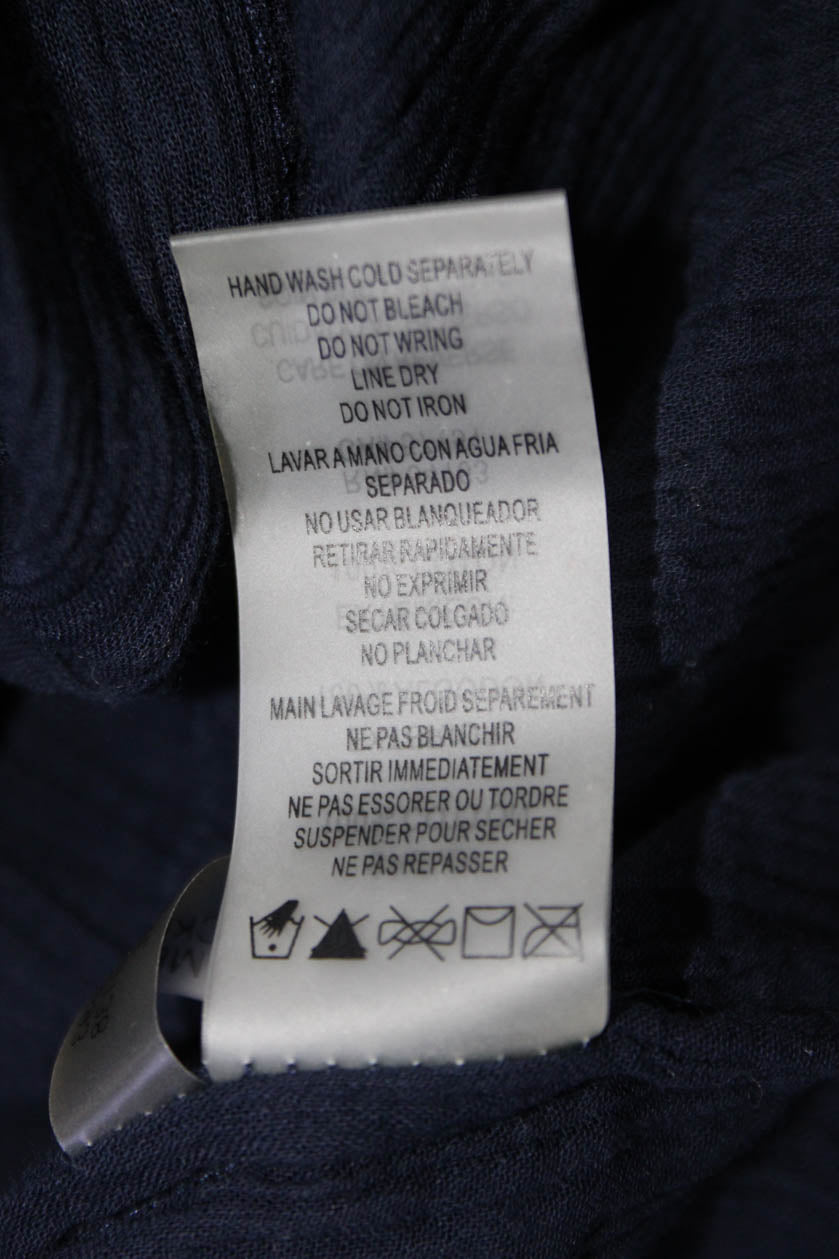 HAND WASH COLD SEPARATELY
DO NOT BLEACH
DO NOT WRING
LINE DRY
DO NOT IRON
LAVAR A MANO CON AGUA FRIA
SEPARADO
NO USAR BLANQUEADOR
RETIRAR RAPIDAMENTE
NO EXPRIMIR
SECAR COLGADO
NO PLANCHAR
MAIN LAVAGE FROID SEPAREMENT
NE PAS BLANCHIR
SORTIR IMMEDIATEMENT
NE PAS ESSORER OU TORDRE
SUSPENDER POUR SECHER
NE PAS REPASSER